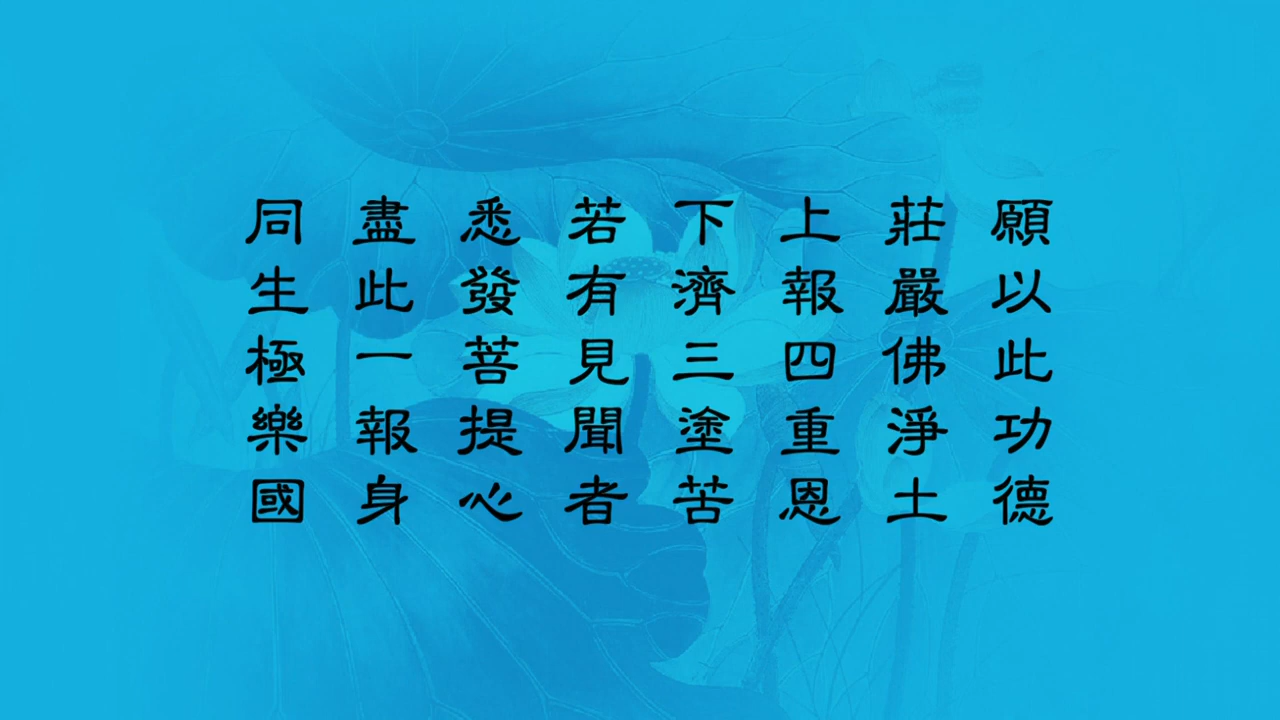 願以此功德
莊嚴佛淨土
上報四重恩
下濟三塗苦
若有見聞者
悉發菩提心
盡此一報身
同生極樂國